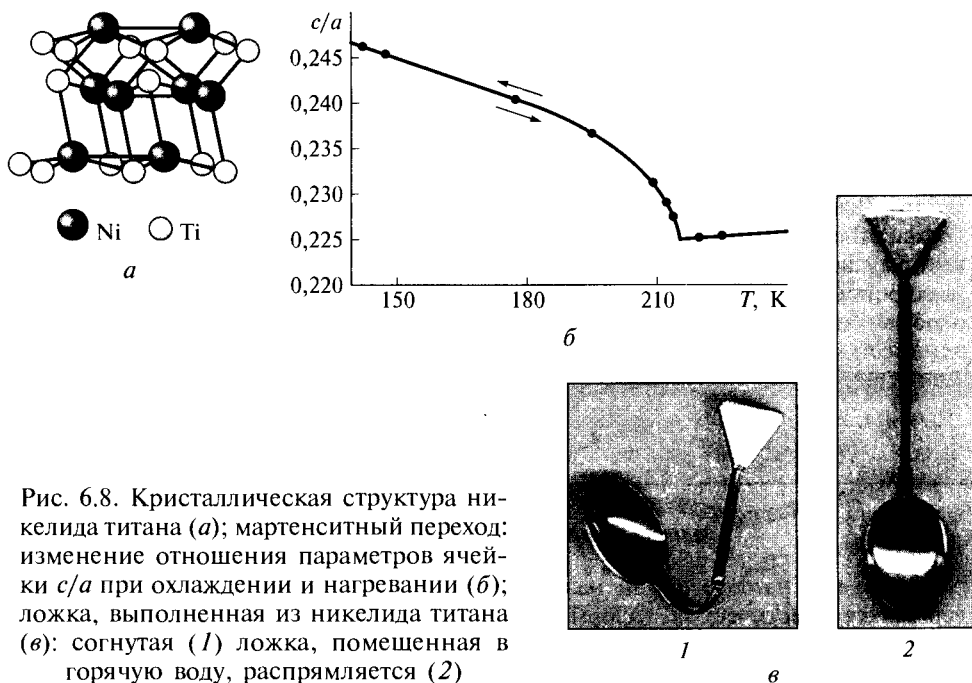 c/a
0,245
0,240
0,235
0,230
0,225
0,220
150
180
210
T, К
Ni
Ti
а
б
Рис. 6.8. Кристаллическая структура ни-
келида титана (а); мартенситный переход:
изменение отношения параметров ячей-
ки c/a при охлаждении и нагревании (б);
ложка, выполненная из никелида титана
(в): согнутая (1) ложка, помещенная в
горячую воду, распрямляется (2)
1
2
в